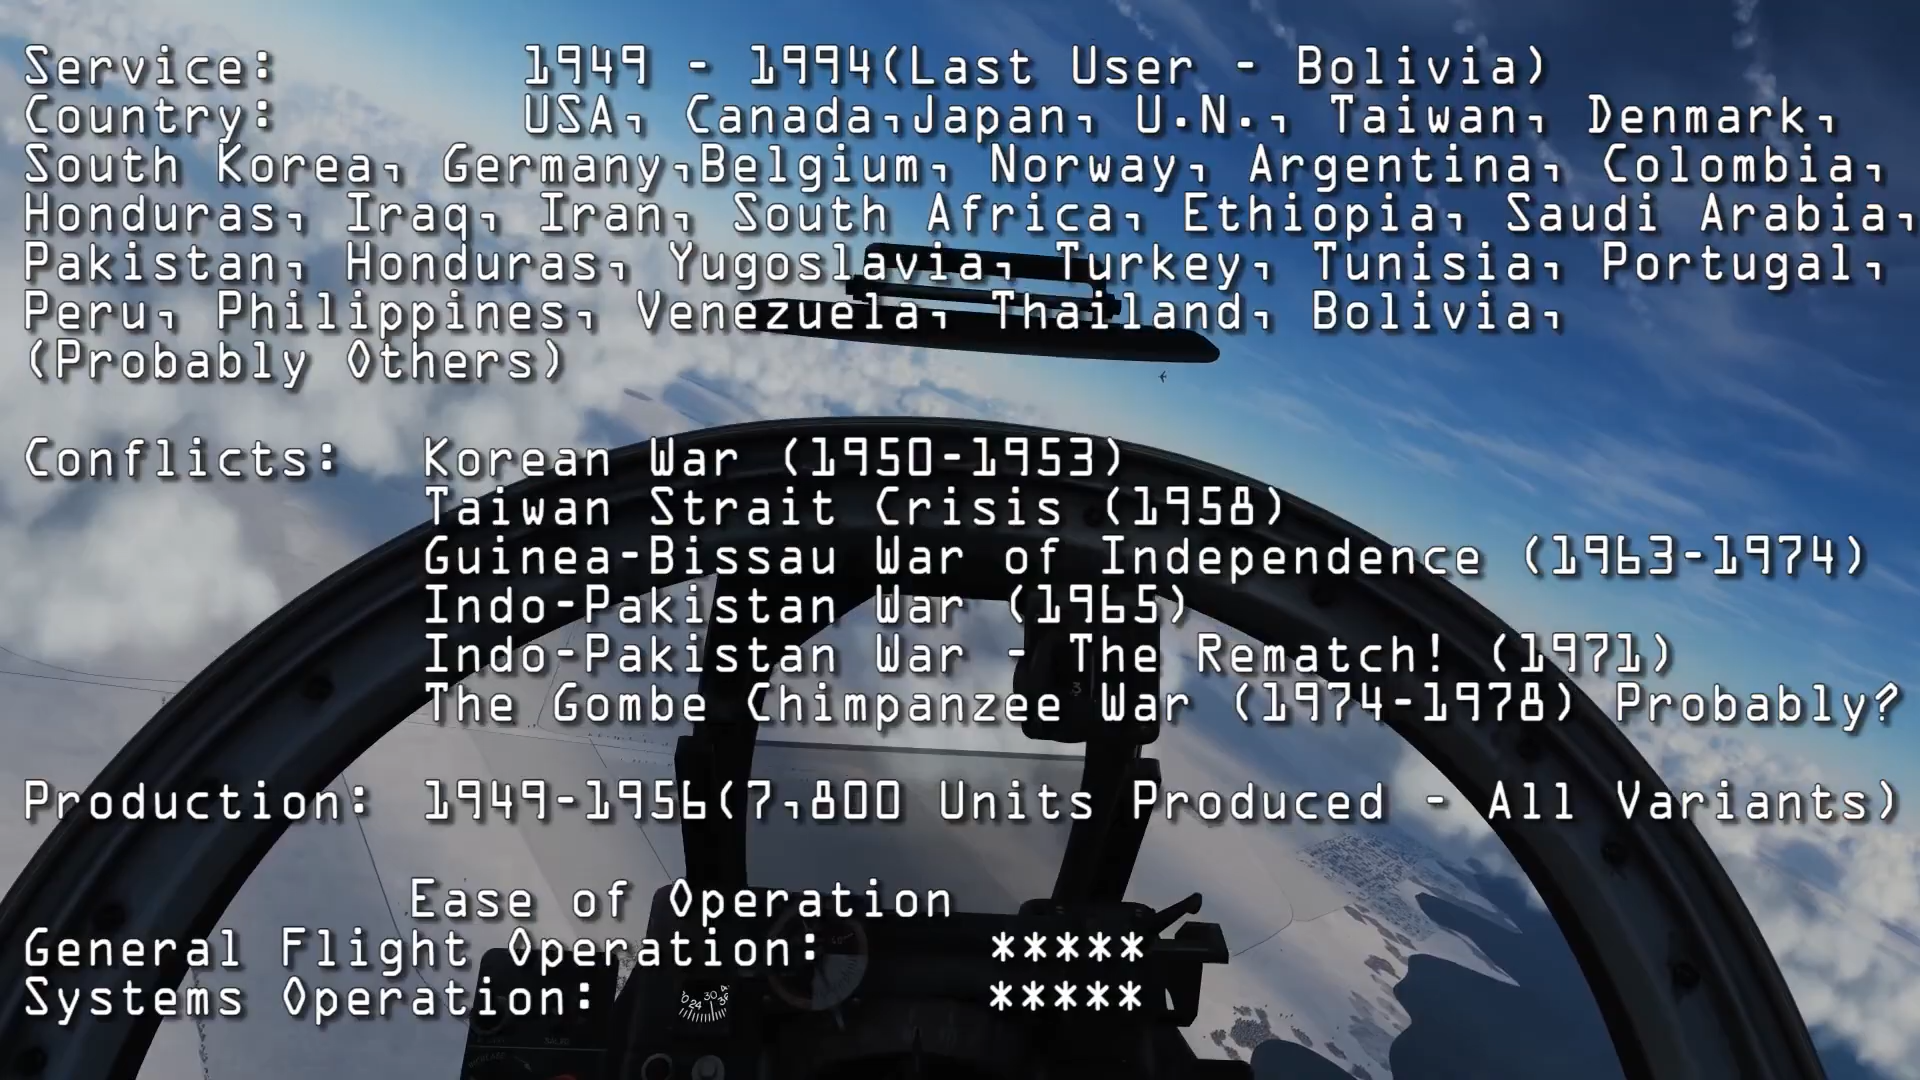 Service: 1949 - 1994(Last User - Bolivia)
Country: USA, Canada,Japan, U.N., Taiwan, Denmark,
South Korea, Germany,Belgium, Norway, Argentina, Colombia,
Honduras, Iraq, Iran, South Africa, Ethiopia, Saudi Arabia,
Pakistan, Honduras, Yugoslavia, Turkey, Tunisia, Portugal,
Peru, Philippines, Venezuela, Thailand, Bolivia,
(Probably Others)
Conflicts: Korean War (1950-1953)
Taiwan Strait Crisis (1958)
Guinea-Bissau War of Independence (1963-1974)
Indo-Pakistan War (1965)
Indo-Pakistan War - The Rematch! (1971)
The Gombe Chimpanzee War (1974-1978) Probably?
Production: 1949-1956(7,800 Units Produced - All Variants)
Ease of Operation
General Flight Operation: *****
Systems Operation: *****